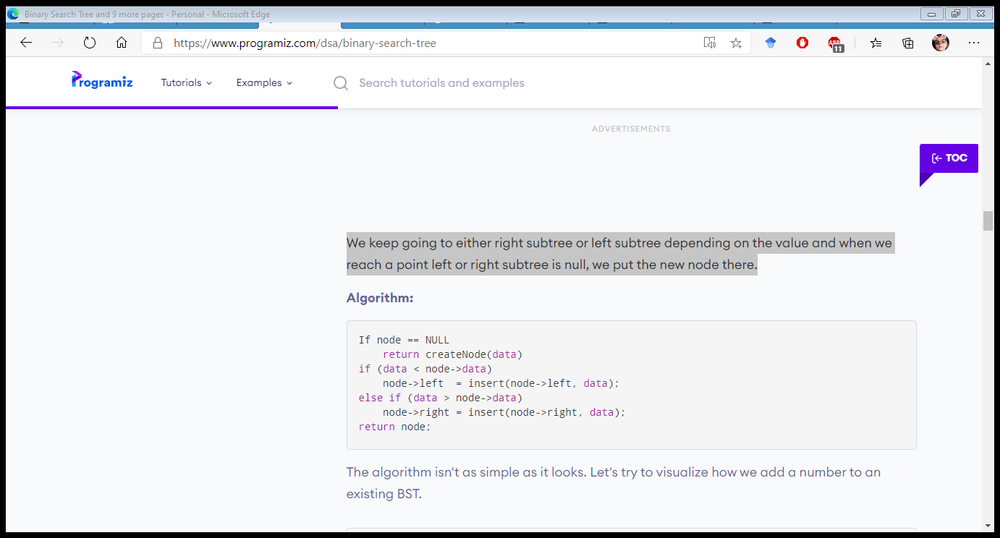 Binary Search Tree and 9 more pages - Personal - Microsoft Edge
https://www.programiz.com/dsa/binary-search-tree
11
Programiz
Tutorials
Examples
Search tutorials and examples
ADVERTISEMENTS
TOC
We keep going to either right subtree or left subtree depending on the value and when we
reach a point left or right subtree is null, we put the new node there.
Algorithm:
If node == NULL
    return createNode(data)
if (data < node->data)
    node->left  = insert(node->left, data);
else if (data > node->data)
    node->right = insert(node->right, data);
return node;
The algorithm isn't as simple as it looks. Let's try to visualize how we add a number to an
existing BST.